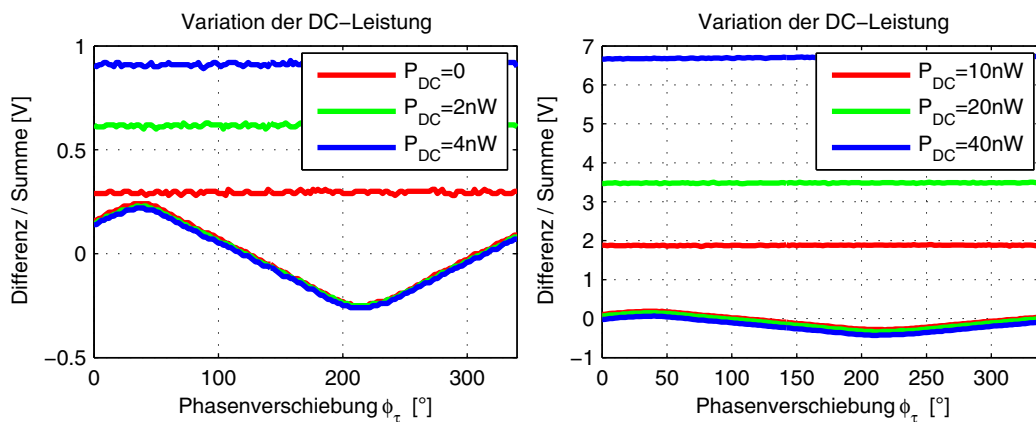 Variation der DC−Leistung
1
0.5
0
−0.5
Differenz / Summe [V]
P_DC=0
P_DC=2nW
P_DC=4nW
0 100 200 300
Phasenverschiebung ϕ_τ [°]
Variation der DC−Leistung
7
6
5
4
3
2
1
0
−1
Differenz / Summe [V]
P_DC=10nW
P_DC=20nW
P_DC=40nW
0 50 100 150 200 250 300
Phasenverschiebung ϕ_τ [°]